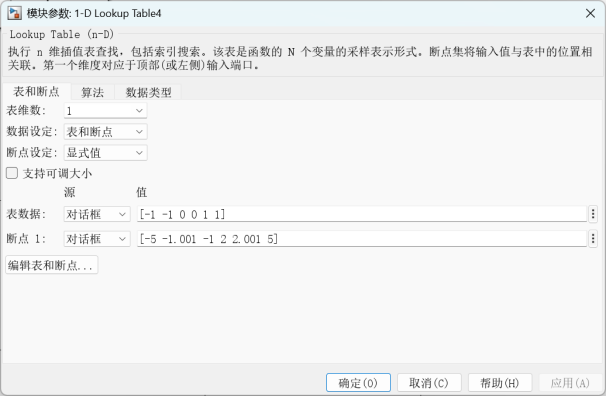 模块参数: 1-D Lookup Table4
Lookup Table (n-D)
执行 n 维插值表查找，包括索引搜索。该表是函数的 N 个变量的采样表示形式。断点集将输入值与表中的位置相
关联。第一个维度对应于顶部(或左侧)输入端口。
表和断点 算法 数据类型
表维数: 1
数据设定: 表和断点
断点设定: 显式值
支持可调大小
源 值
表数据: 对话框 [-1 -1 0 0 1 1]
断点 1: 对话框 [-5 -1.001 -1 2 2.001 5]
编辑表和断点...
确定(O) 取消(C) 帮助(H) 应用(A)